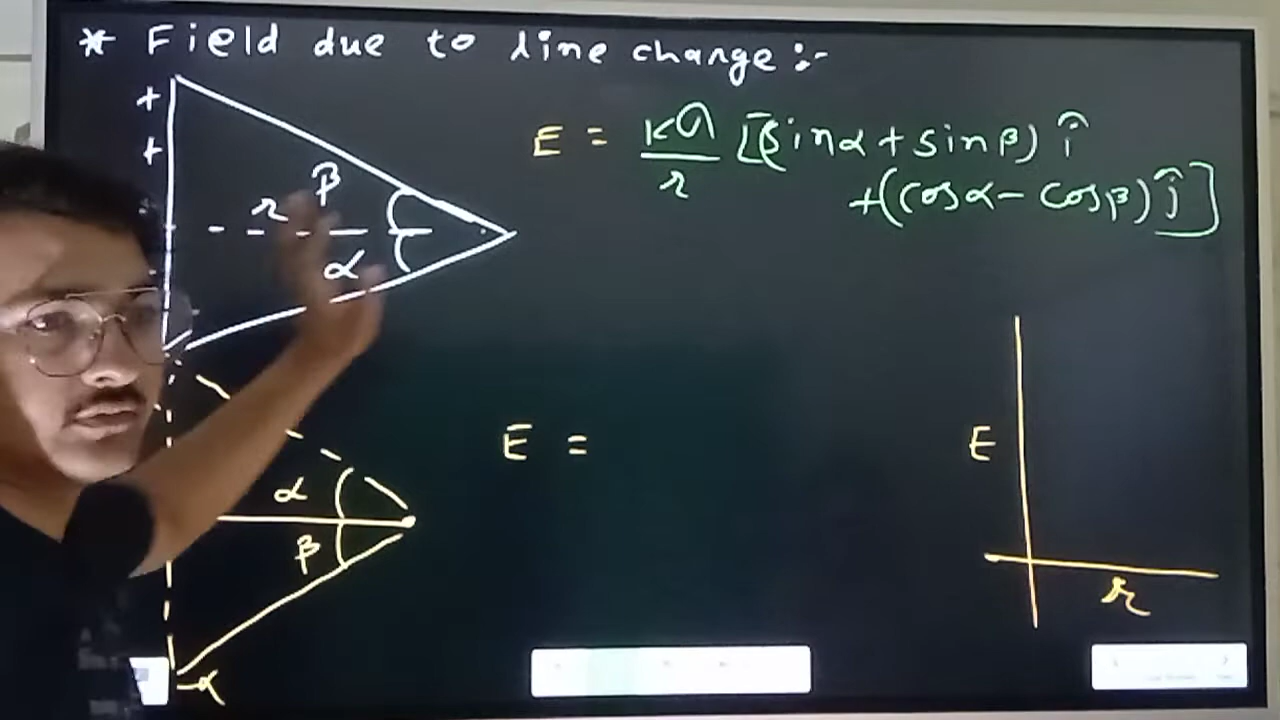 * Field due to line change :-
+
+
β
r
α
E = Kλ/r [(sinα + sinβ) î
+(cosα - cosβ) ĵ]
α
β
E =
E
r
-α